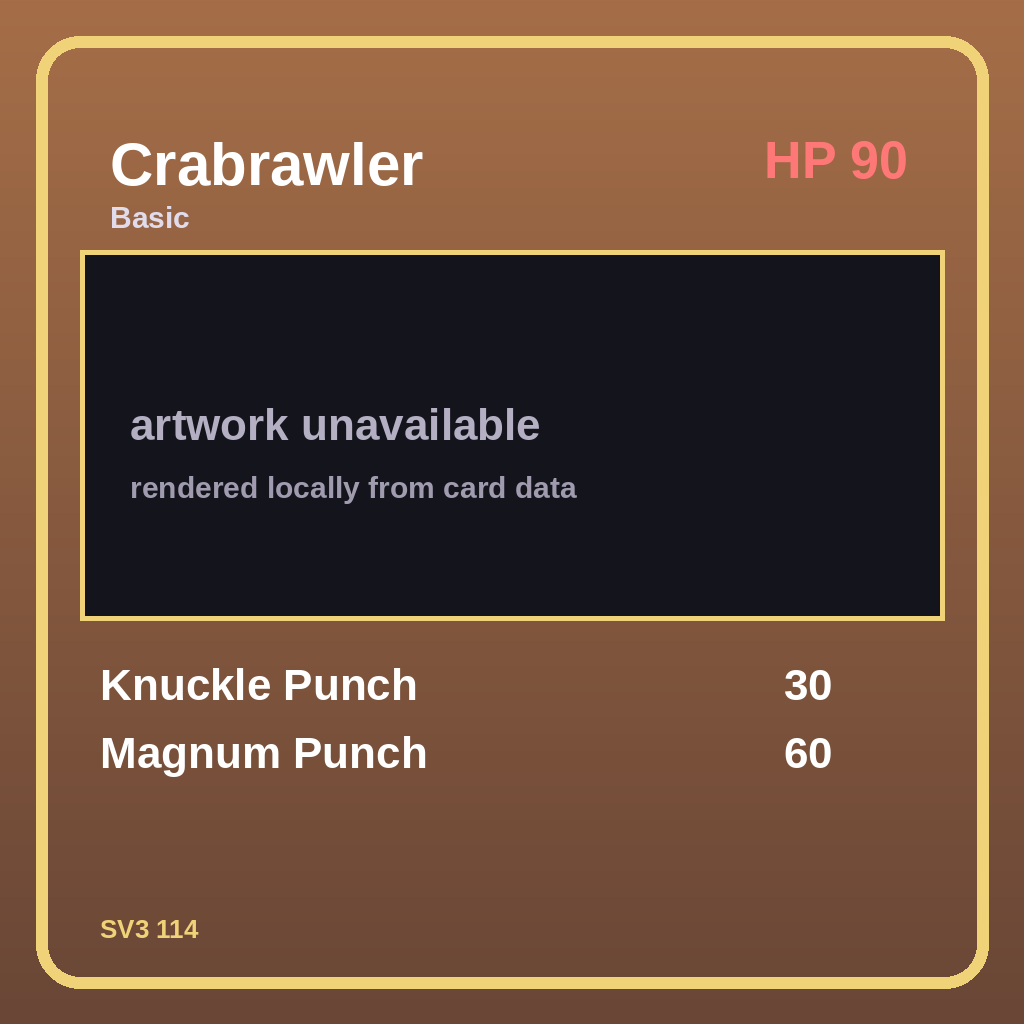 Crabrawler HP 90
Basic
artwork unavailable
rendered locally from card data
Knuckle Punch 30
Magnum Punch 60
SV3 114